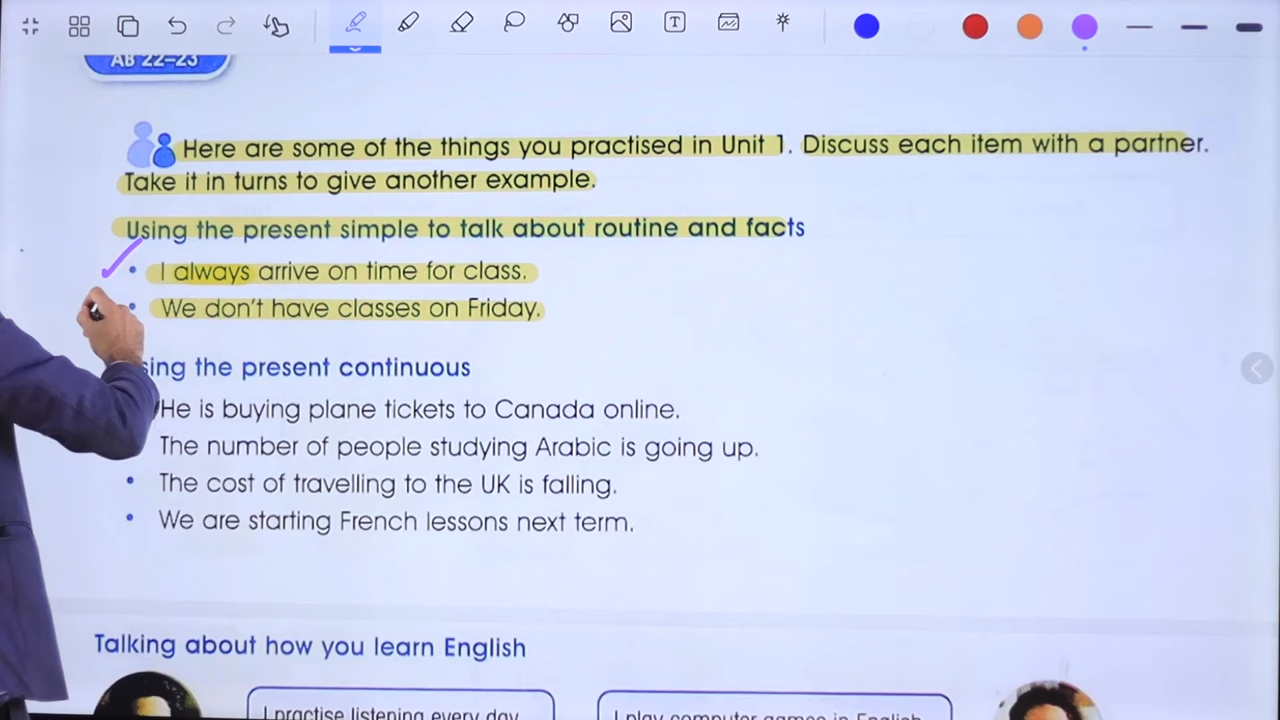 AB 22-23
Here are some of the things you practised in Unit 1. Discuss each item with a partner.
Take it in turns to give another example.
Using the present simple to talk about routine and facts
• I always arrive on time for class.
• We don't have classes on Friday.
sing the present continuous
He is buying plane tickets to Canada online.
The number of people studying Arabic is going up.
• The cost of travelling to the UK is falling.
• We are starting French lessons next term.
Talking about how you learn English
I practise listening every day
I play computer games in English